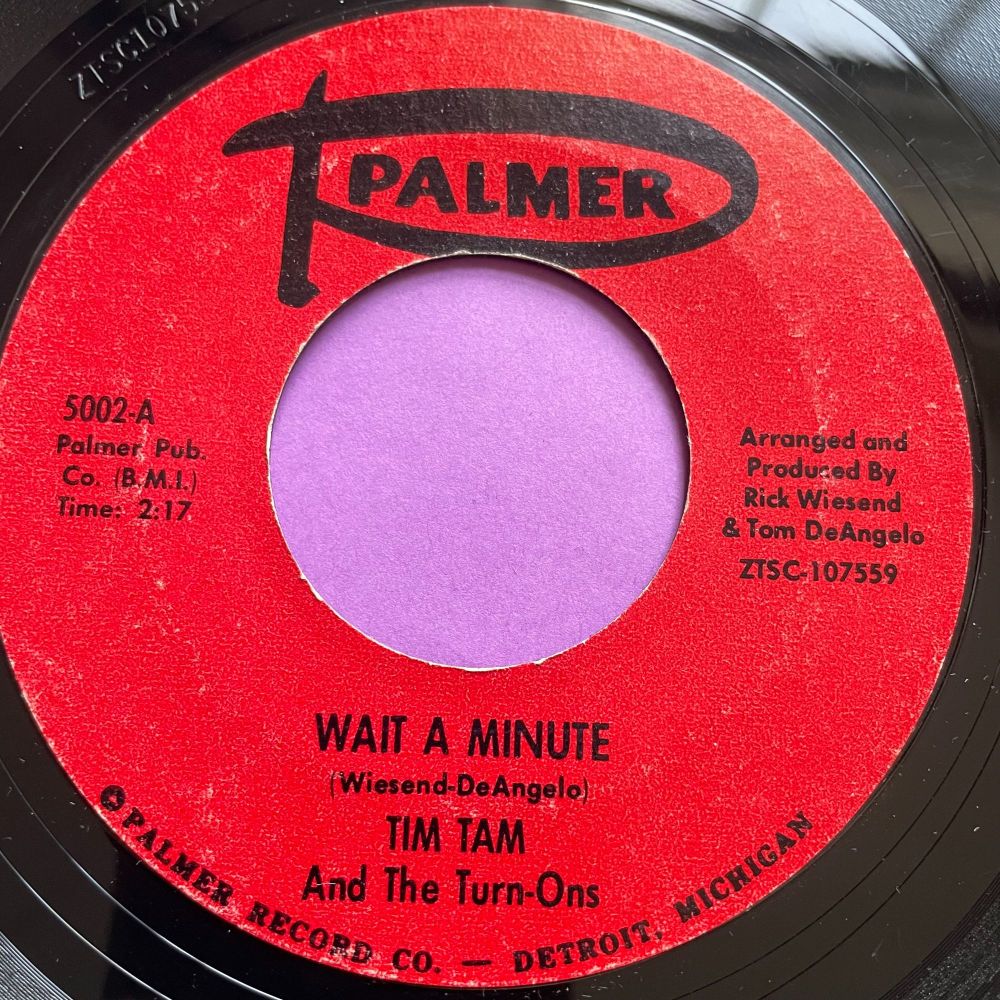 ZTSC1075
PALMER
5002-A
Palmer Pub.
Co. (B.M.I.)
Time: 2:17
Arranged and
Produced By
Rick Wiesend
& Tom DeAngelo
ZTSC-107559
WAIT A MINUTE
(Wiesend-DeAngelo)
TIM TAM
And The Turn-Ons
PALMER RECORD CO. — DETROIT, MICHIGAN